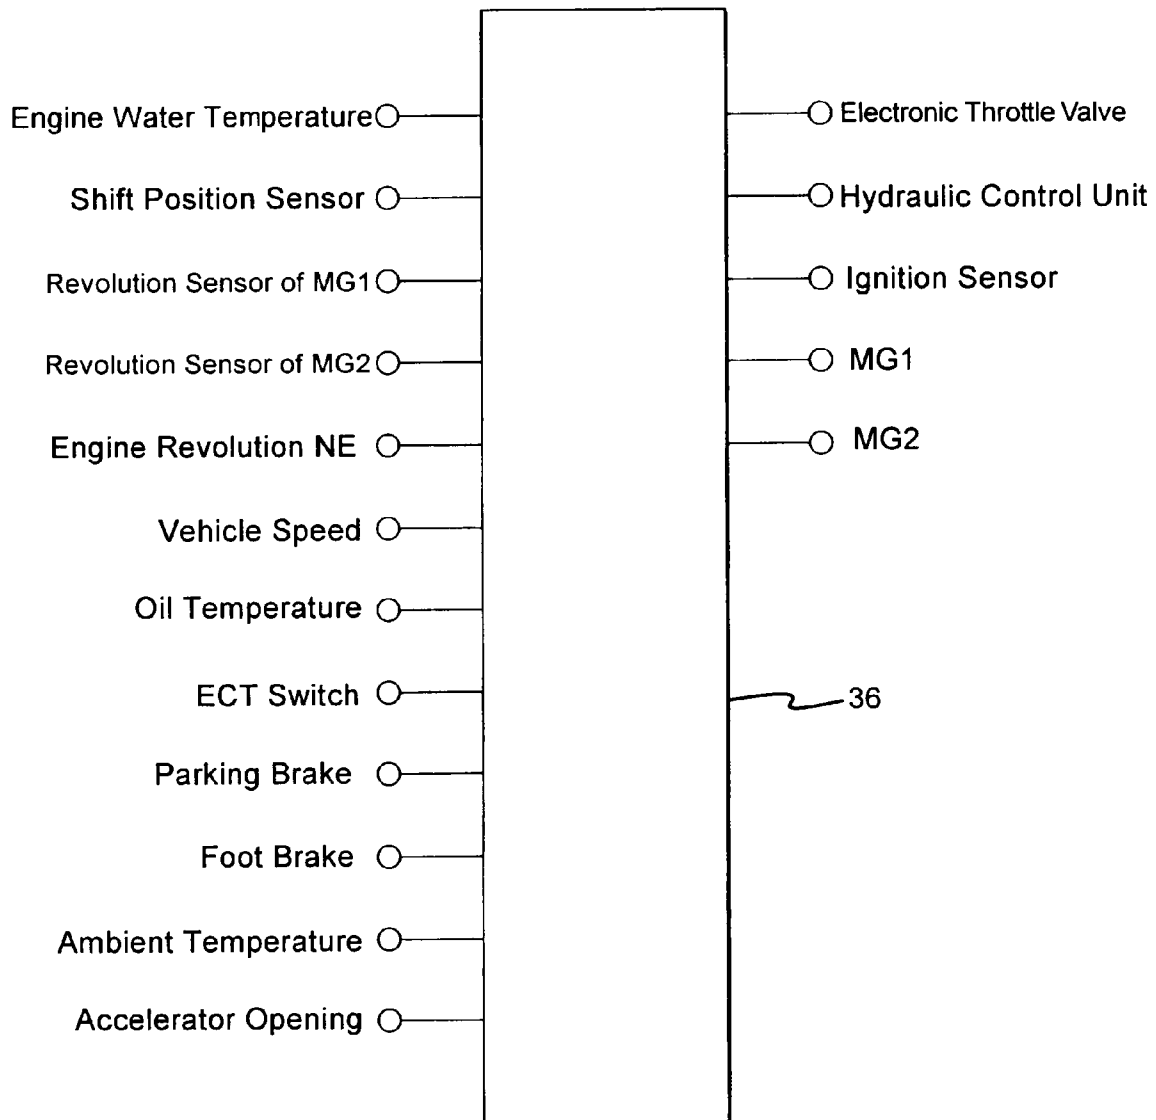 Engine Water Temperature
Shift Position Sensor
Revolution Sensor of MG1
Revolution Sensor of MG2
Engine Revolution NE
Vehicle Speed
Oil Temperature
ECT Switch
Parking Brake
Foot Brake
Ambient Temperature
Accelerator Opening
Electronic Throttle Valve
Hydraulic Control Unit
Ignition Sensor
MG1
MG2
36